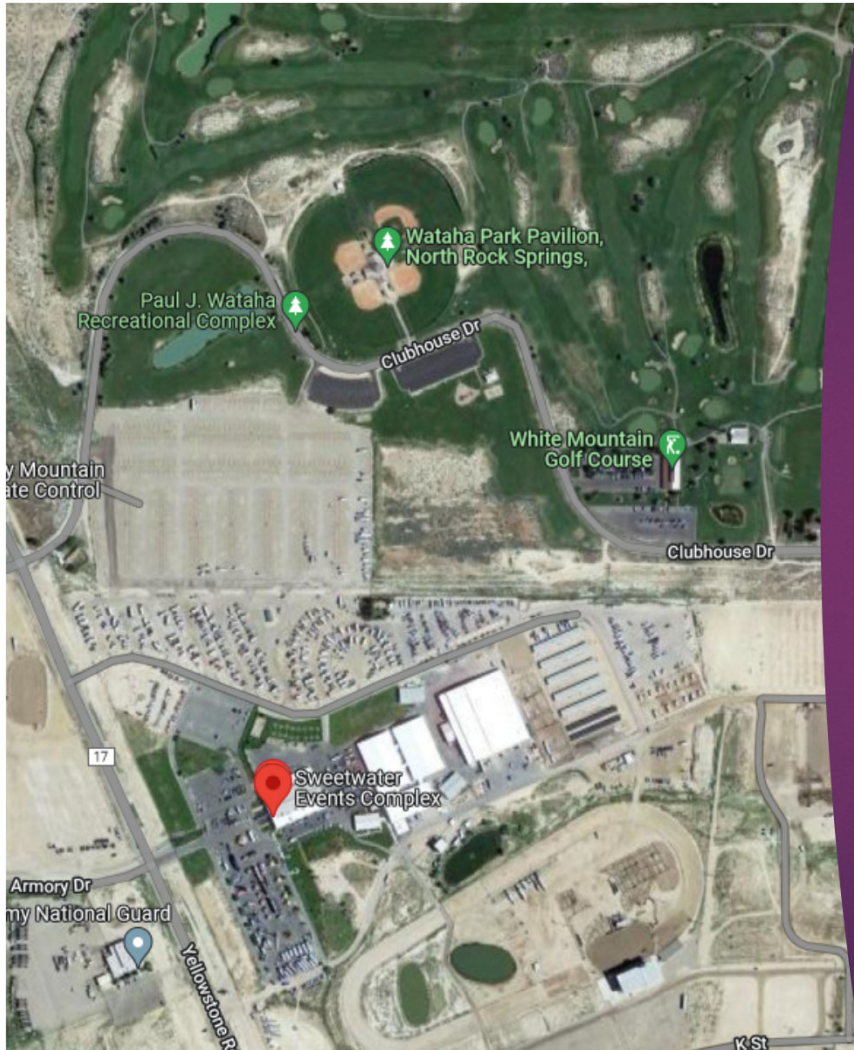 Wataha Park Pavilion,
North Rock Springs,
Paul J. Wataha
Recreational Complex
Clubhouse Dr
White Mountain
Golf Course
y Mountain
ate Control
Clubhouse Dr
17
Sweetwater
Events Complex
Armory Dr
my National Guard
Yellowstone R
K St